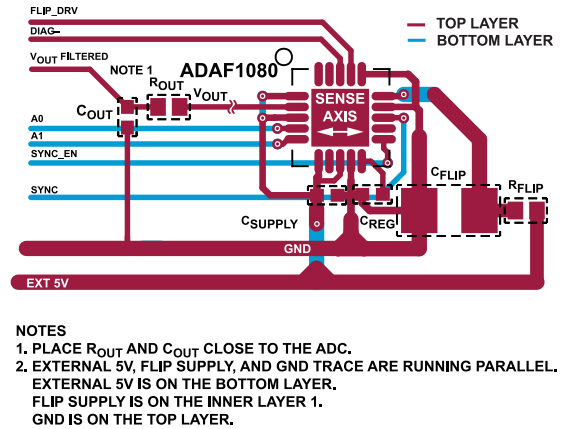 FLIP_DRV
DIAG–
VOUT FILTERED
NOTE 1
ROUT
ADAF1080
TOP LAYER
BOTTOM LAYER
COUT
VOUT
SENSE
AXIS
A0
A1
SYNC_EN
SYNC
CFLIP
RFLIP
CSUPPLY
CREG
GND
EXT 5V
NOTES
1. PLACE ROUT AND COUT CLOSE TO THE ADC.
2. EXTERNAL 5V, FLIP SUPPLY, AND GND TRACE ARE RUNNING PARALLEL.
EXTERNAL 5V IS ON THE BOTTOM LAYER.
FLIP SUPPLY IS ON THE INNER LAYER 1.
GND IS ON THE TOP LAYER.